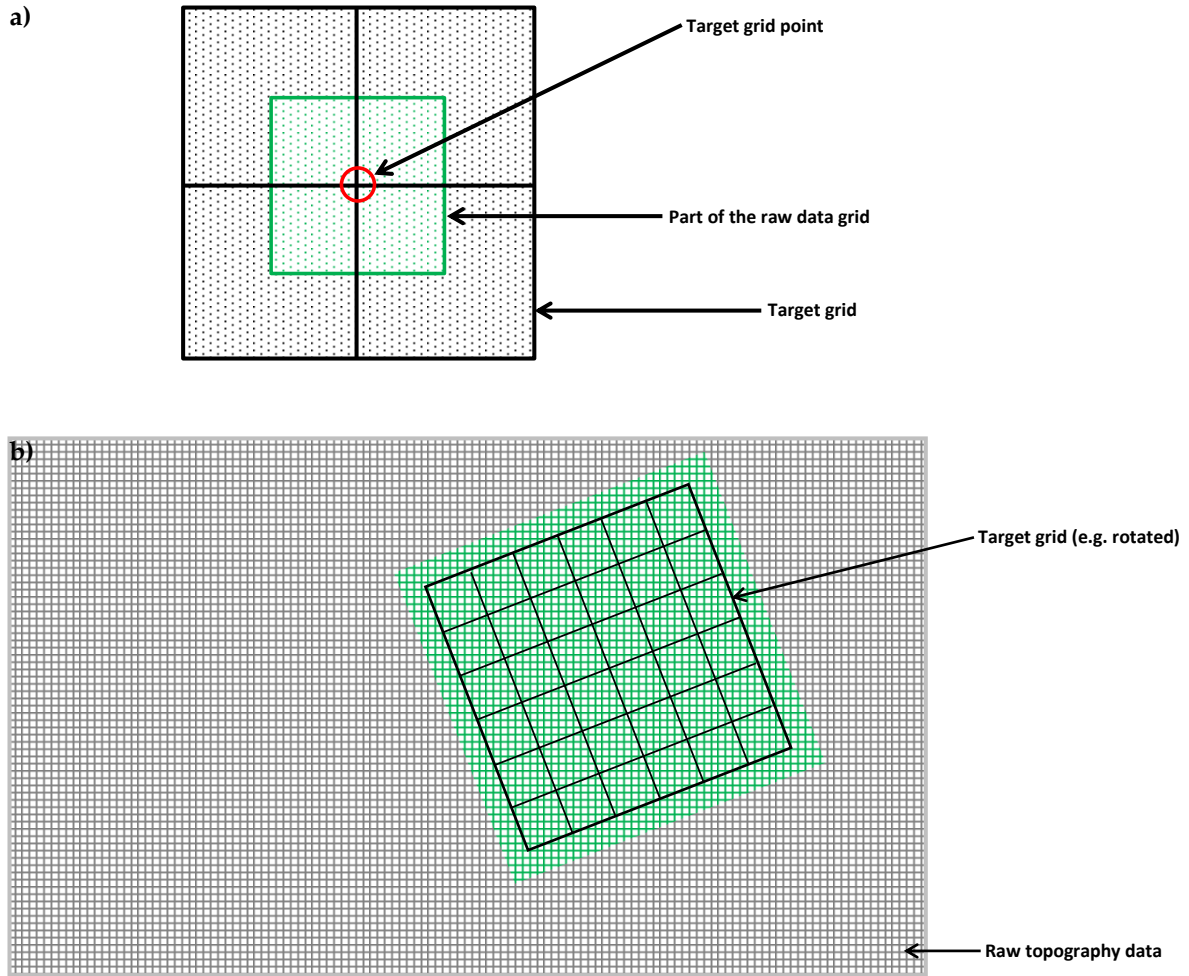 a)
Target grid point
Part of the raw data grid
Target grid
b)
Target grid (e.g. rotated)
Raw topography data